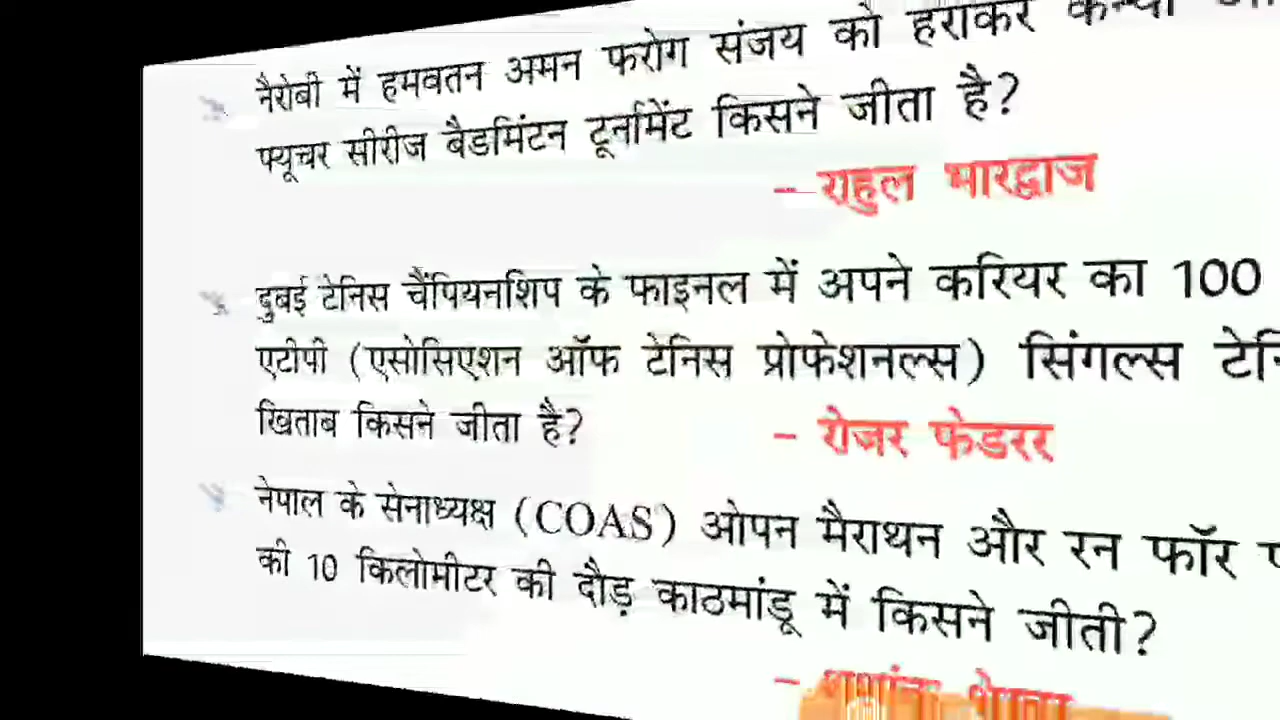 नैरोबी में हमवतन अमन फरोग संजय को हराकर
फ्यूचर सीरीज बैडमिंटन टूर्नामेंट किसने जीता है?
– राहुल भारद्वाज
दुबई टेनिस चैंपियनशिप के फाइनल में अपने करियर का 100
एटीपी (एसोसिएशन ऑफ टेनिस प्रोफेशनल्स) सिंगल्स
खिताब किसने जीता है?
– रोजर फेडरर
नेपाल के सेनाध्यक्ष (COAS) ओपन मैराथन और रन फॉर
की 10 किलोमीटर की दौड़ काठमांडू में किसने जीती?